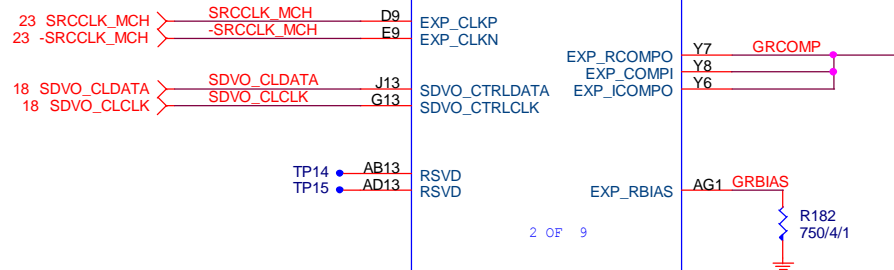 23 SRCCLK_MCH SRCCLK_MCH D9 EXP_CLKP
23 -SRCCLK_MCH -SRCCLK_MCH E9 EXP_CLKN
EXP_RCOMPO Y7 GRCOMP
EXP_COMPI Y8
EXP_ICOMPO Y6
18 SDVO_CLDATA SDVO_CLDATA J13 SDVO_CTRLDATA
18 SDVO_CLCLK SDVO_CLCLK G13 SDVO_CTRLCLK
TP14 AB13 RSVD
TP15 AD13 RSVD
EXP_RBIAS AG1 GRBIAS
R182
750/4/1
2 OF 9